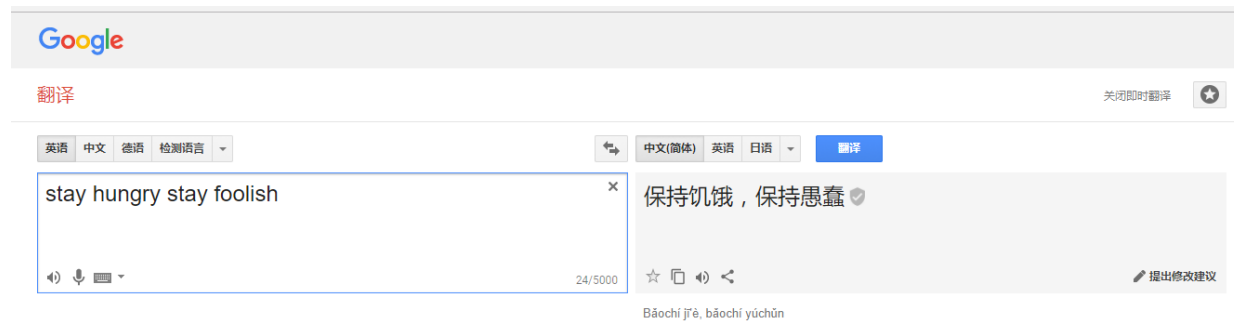 Google
翻译
关闭即时翻译
英语 中文 德语 检测语言
中文(简体) 英语 日语 翻译
stay hungry stay foolish
保持饥饿，保持愚蠢
24/5000
提出修改建议
Bǎochí jī'è, bǎochí yúchǔn